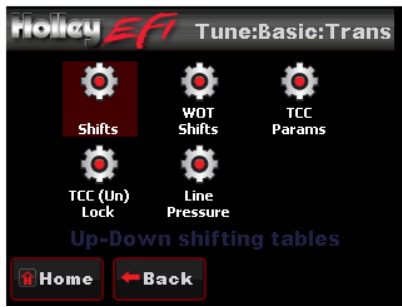 Holley EFI Tune:Basic:Trans
Shifts
WOT
Shifts
TCC
Params
TCC (Un)
Lock
Line
Pressure
Up-Down shifting tables
Home Back